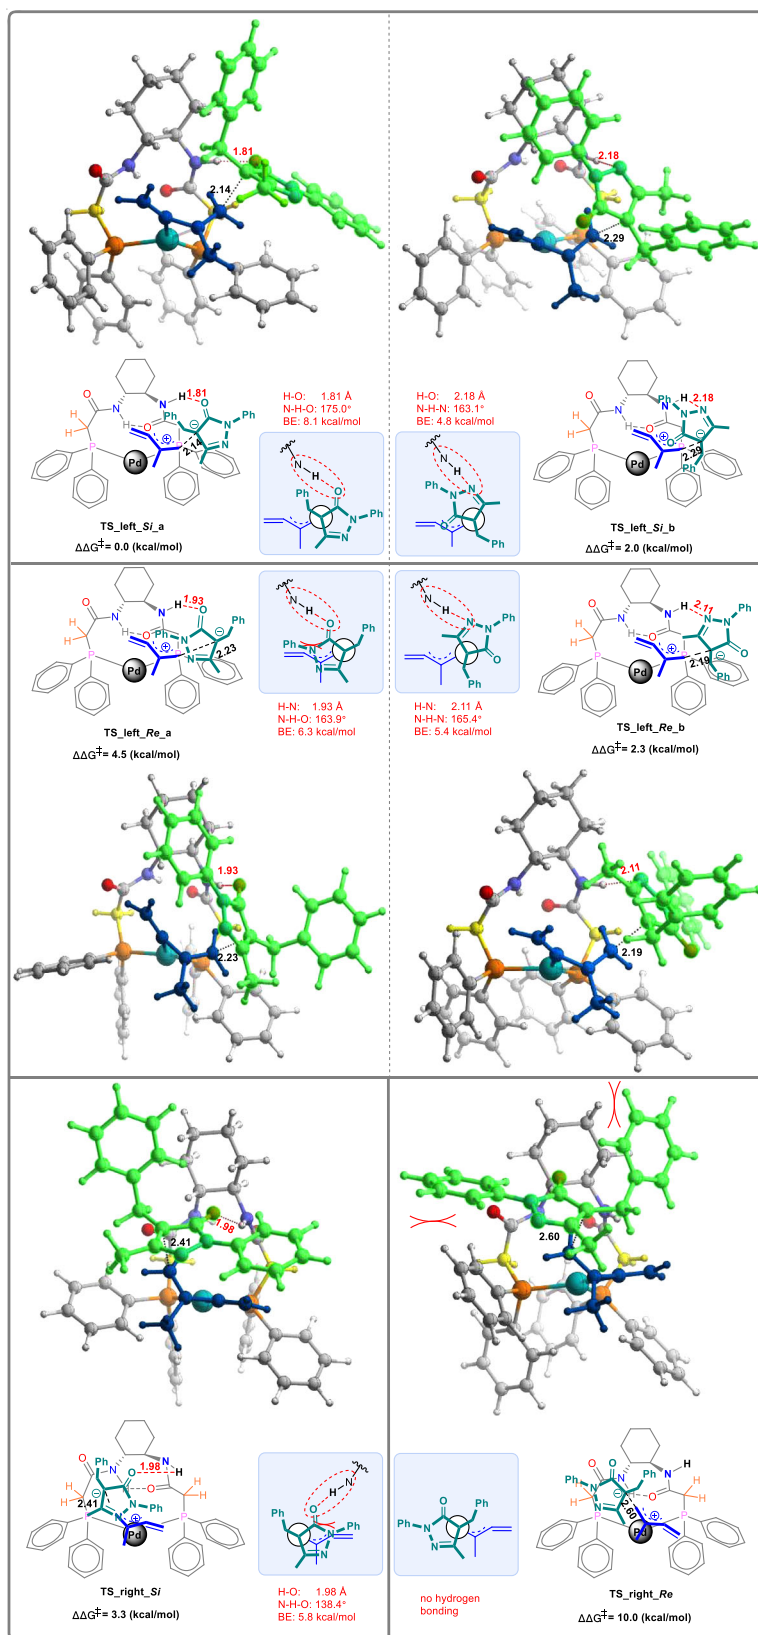 1.81
2.14
2.18
2.29
O
N
H
1.81
O
Ph
N
H
O
Ph
O
N
N
H
H
P
P
2.14
Pd
TS_left_Si_a
ΔΔG‡= 0.0 (kcal/mol)
H-O: 1.81 Å
N-H-O: 175.0°
BE: 8.1 kcal/mol
N
H
Ph
O
N
Ph
N
H-O: 2.18 Å
N-H-N: 163.1°
BE: 4.8 kcal/mol
N
H
Ph
N
N
O
Ph
Ph
H
2.18
O
N
N
N
N
H
O
O
H
H
P
P
2.29
Ph
Pd
TS_left_Si_b
ΔΔG‡= 2.0 (kcal/mol)
O
N
H
1.93
O
N
H
O
Ph
N
N
Ph
H
H
P
P
2.23
Pd
TS_left_Re_a
ΔΔG‡= 4.5 (kcal/mol)
N
H
Ph
O
Ph
N
N
H-N: 1.93 Å
N-H-O: 163.9°
BE: 6.3 kcal/mol
N
H
N
N
Ph
O
Ph
H-N: 2.11 Å
N-H-N: 165.4°
BE: 5.4 kcal/mol
O
N
H
2.11
N
N
Ph
N
H
O
O
H
H
P
P
2.19
Ph
Pd
TS_left_Re_b
ΔΔG‡= 2.3 (kcal/mol)
1.93
2.23
2.11
2.19
1.98
2.41
2.60
O
N
N
1.98
H
O
O
Ph
H
2.41
N
Ph
N
H
H
P
P
Pd
TS_right_Si
ΔΔG‡= 3.3 (kcal/mol)
N
H
O
Ph
N
Ph
N
H-O: 1.98 Å
N-H-O: 138.4°
BE: 5.8 kcal/mol
Ph
O
Ph
N
N
no hydrogen
bonding
O
O
N
N
H
Ph
N
Ph
H
O
H
N
H
H
P
2.60
P
Pd
TS_right_Re
ΔΔG‡= 10.0 (kcal/mol)